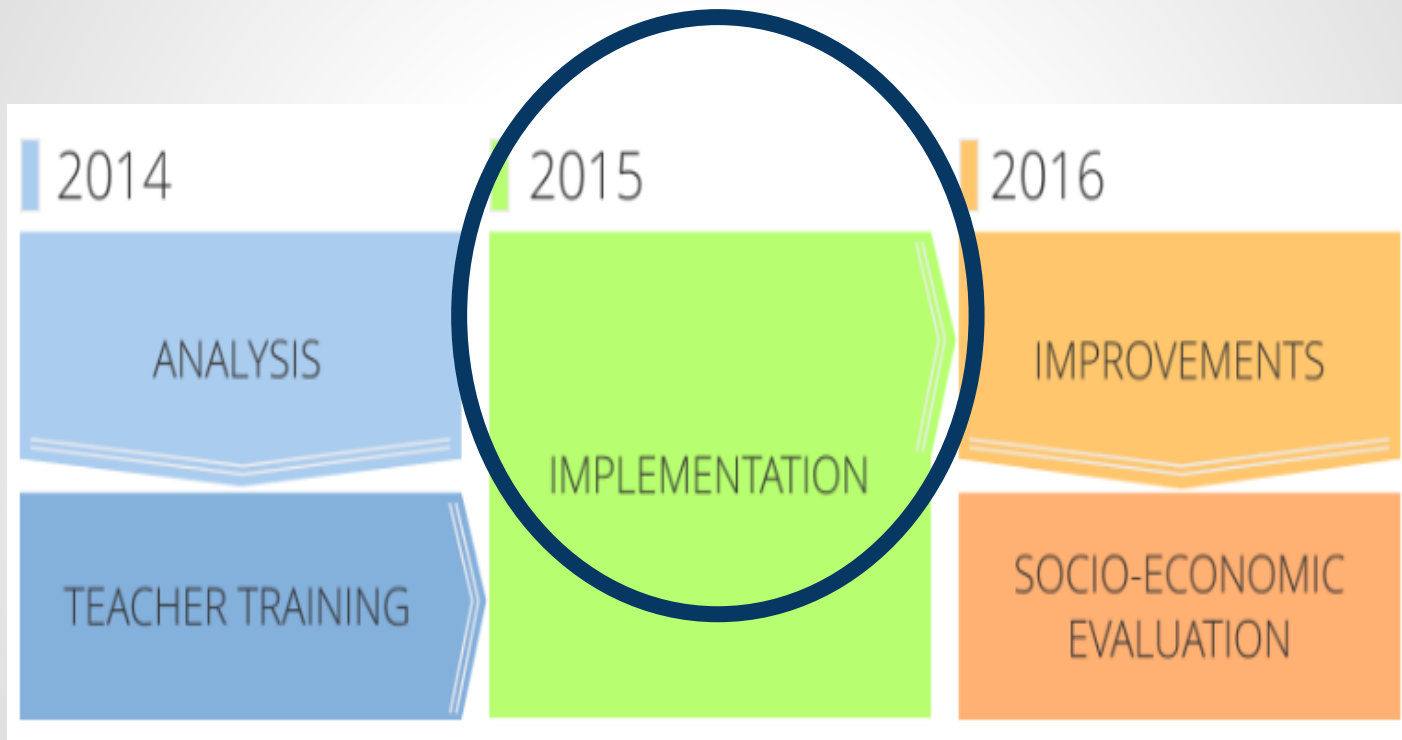 2014
ANALYSIS
TEACHER TRAINING
2015
IMPLEMENTATION
2016
IMPROVEMENTS
SOCIO-ECONOMIC
EVALUATION